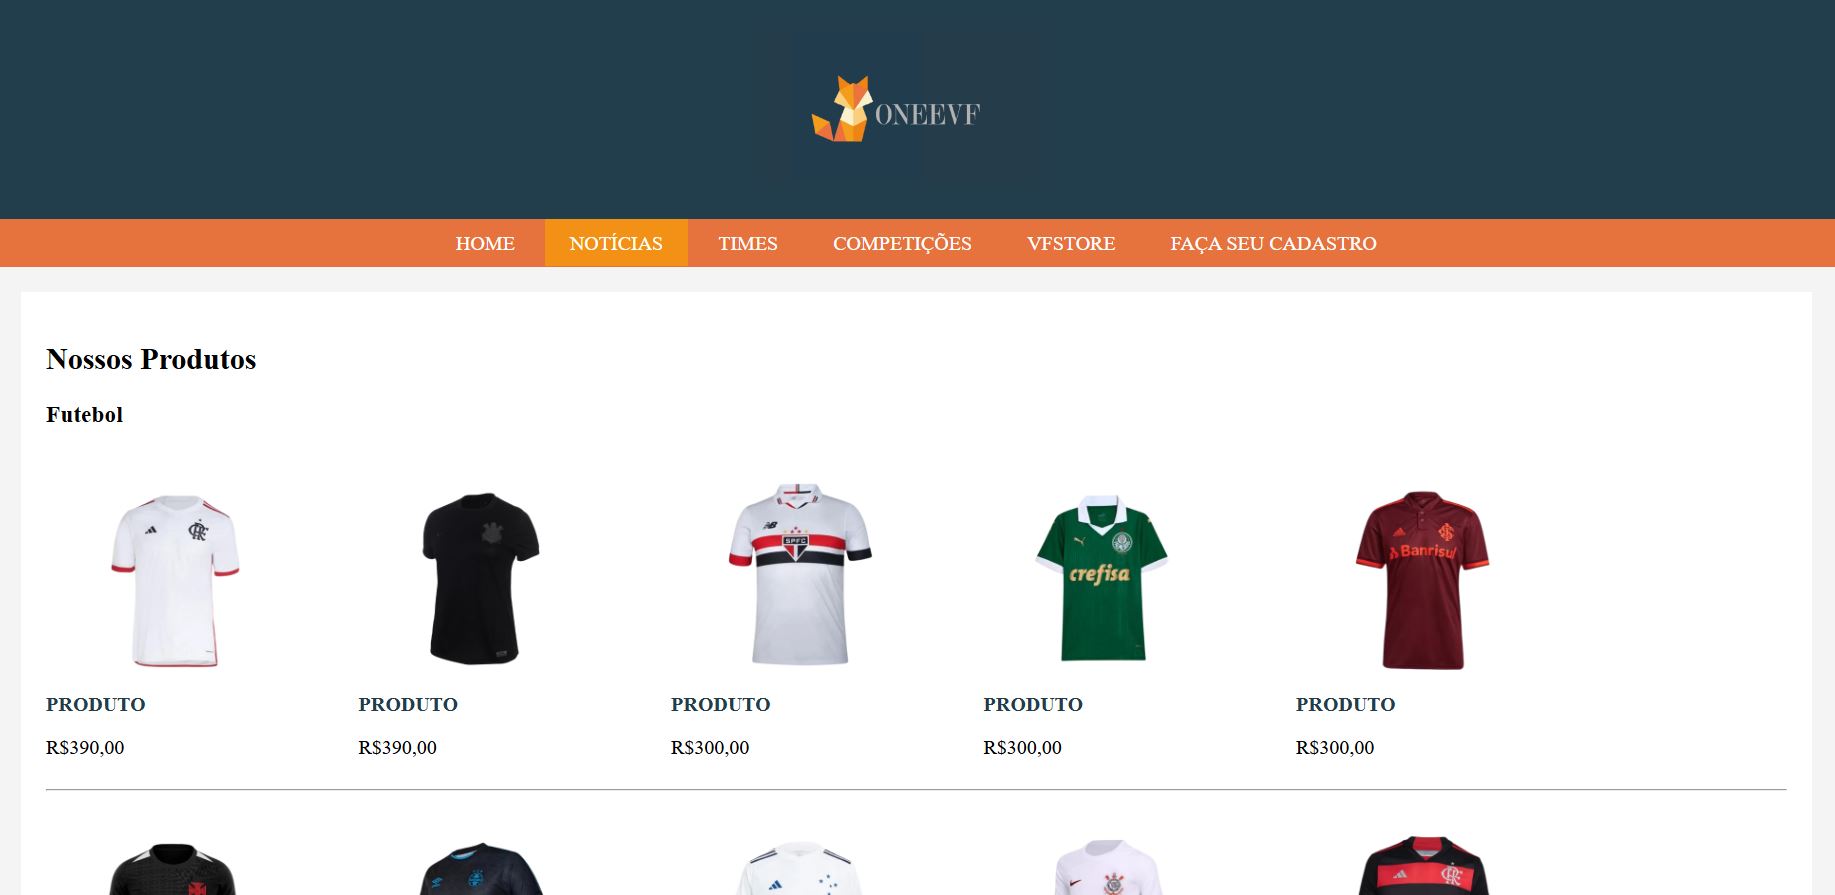 ONEEVF
HOME NOTÍCIAS TIMES COMPETIÇÕES VFSTORE FAÇA SEU CADASTRO
Nossos Produtos
Futebol
SPFC
crefisa
Banrisul
PRODUTO PRODUTO PRODUTO PRODUTO PRODUTO
R$390,00 R$390,00 R$300,00 R$300,00 R$300,00